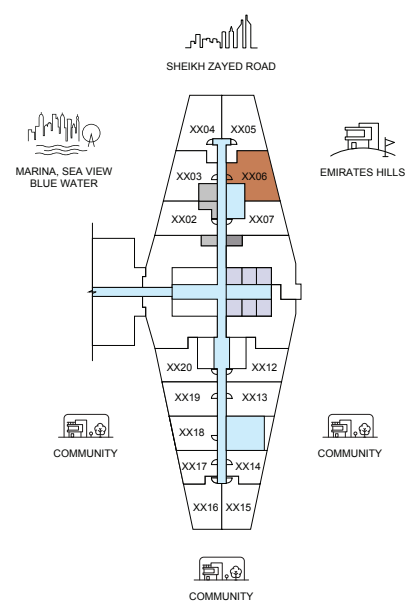 SHEIKH ZAYED ROAD
MARINA, SEA VIEW
BLUE WATER
EMIRATES HILLS
XX04 XX05
XX03 XX06
XX02 XX07
XX20 XX12
XX19 XX13
XX18
XX17 XX14
XX16 XX15
COMMUNITY
COMMUNITY
COMMUNITY